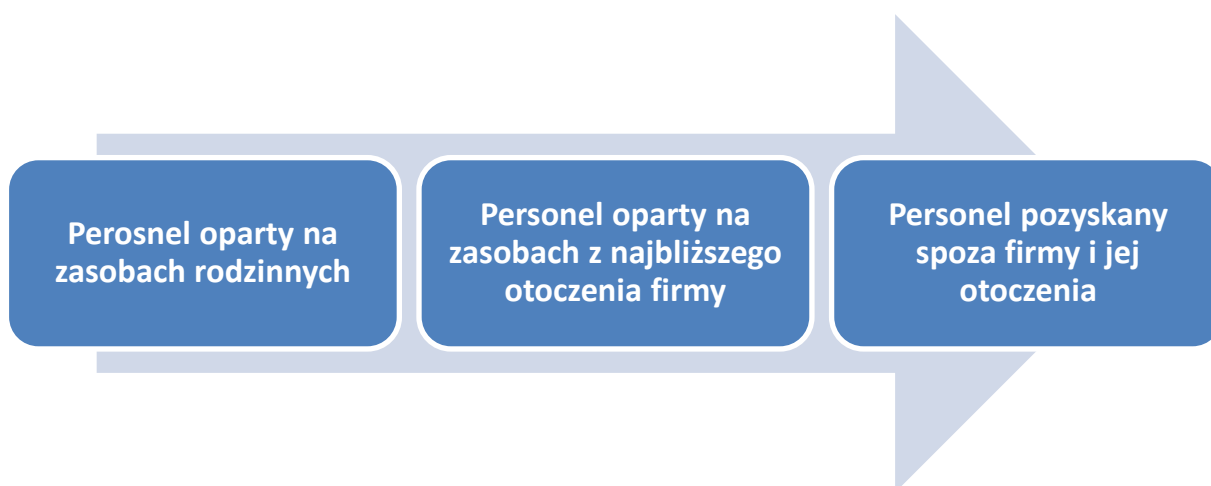 Perosnel oparty na
zasobach rodzinnych
Personel oparty na
zasobach z najbliższego
otoczenia firmy
Personel pozyskany
spoza firmy i jej
otoczenia